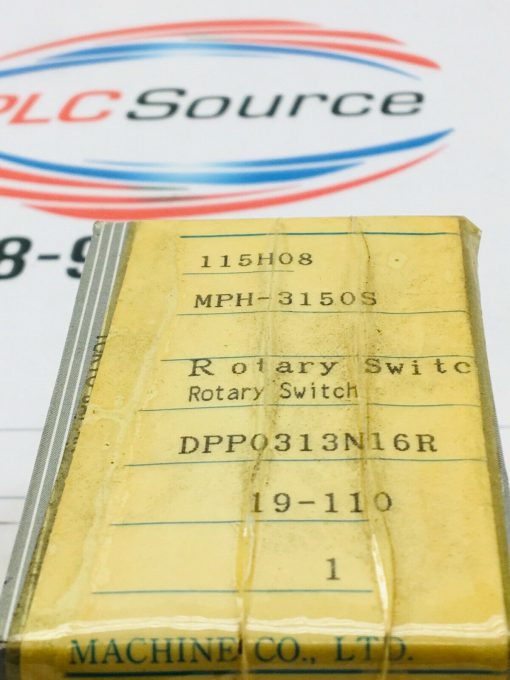 PLC Source
8-9
115H08
MPH-3150S
Rotary Switc
Rotary Switch
DPP0313N16R
19-110
1
MACHINE CO., LTD.